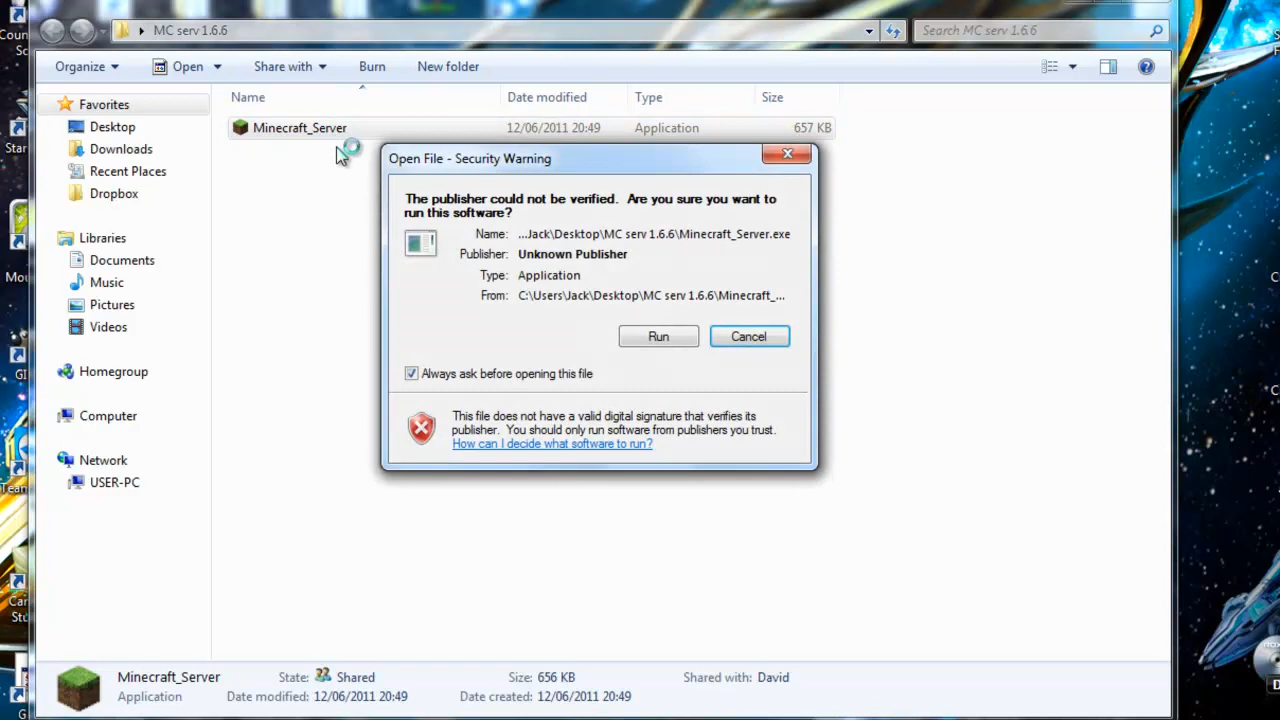 MC serv 1.6.6
Search MC serv 1.6.6
Organize
Open
Share with
Burn
New folder
Name
Date modified
Type
Size
Favorites
Desktop
Downloads
Recent Places
Dropbox
Libraries
Documents
Music
Pictures
Videos
Homegroup
Computer
Network
USER-PC
Minecraft_Server
12/06/2011 20:49
Application
657 KB
Open File - Security Warning
The publisher could not be verified. Are you sure you want to
run this software?
Name: ...Jack\Desktop\MC serv 1.6.6\Minecraft_Server.exe
Publisher: Unknown Publisher
Type: Application
From: C:\Users\Jack\Desktop\MC serv 1.6.6\Minecraft_...
Run
Cancel
Always ask before opening this file
This file does not have a valid digital signature that verifies its
publisher. You should only run software from publishers you trust.
How can I decide what software to run?
Minecraft_Server
Application
State: Shared
Date modified: 12/06/2011 20:49
Size: 656 KB
Date created: 12/06/2011 20:49
Shared with: David